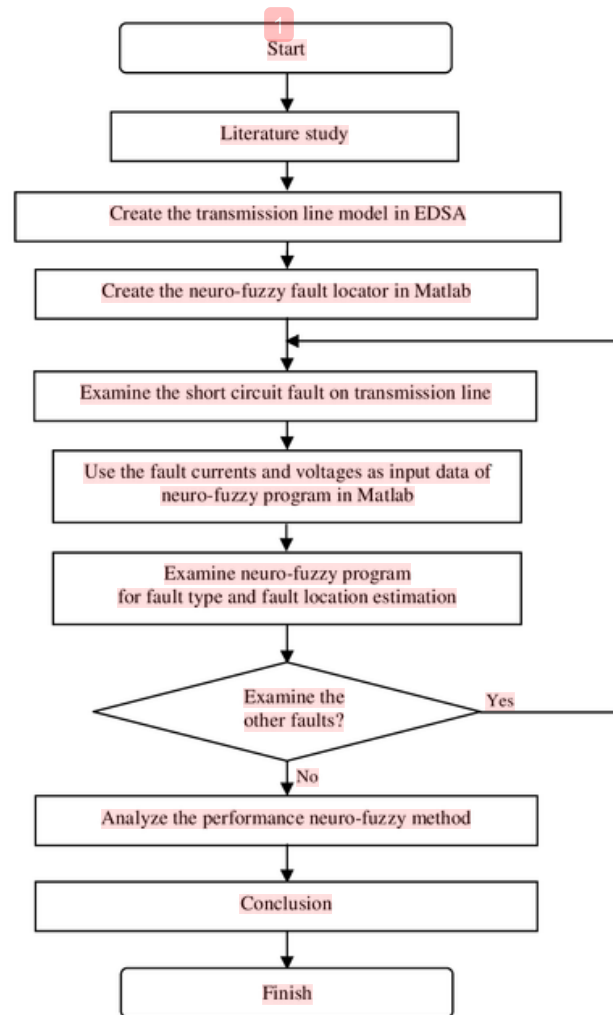 1
Start
Literature study
Create the transmission line model in EDSA
Create the neuro-fuzzy fault locator in Matlab
Examine the short circuit fault on transmission line
Use the fault currents and voltages as input data of
neuro-fuzzy program in Matlab
Examine neuro-fuzzy program
for fault type and fault location estimation
Examine the
other faults?
Yes
No
Analyze the performance neuro-fuzzy method
Conclusion
Finish